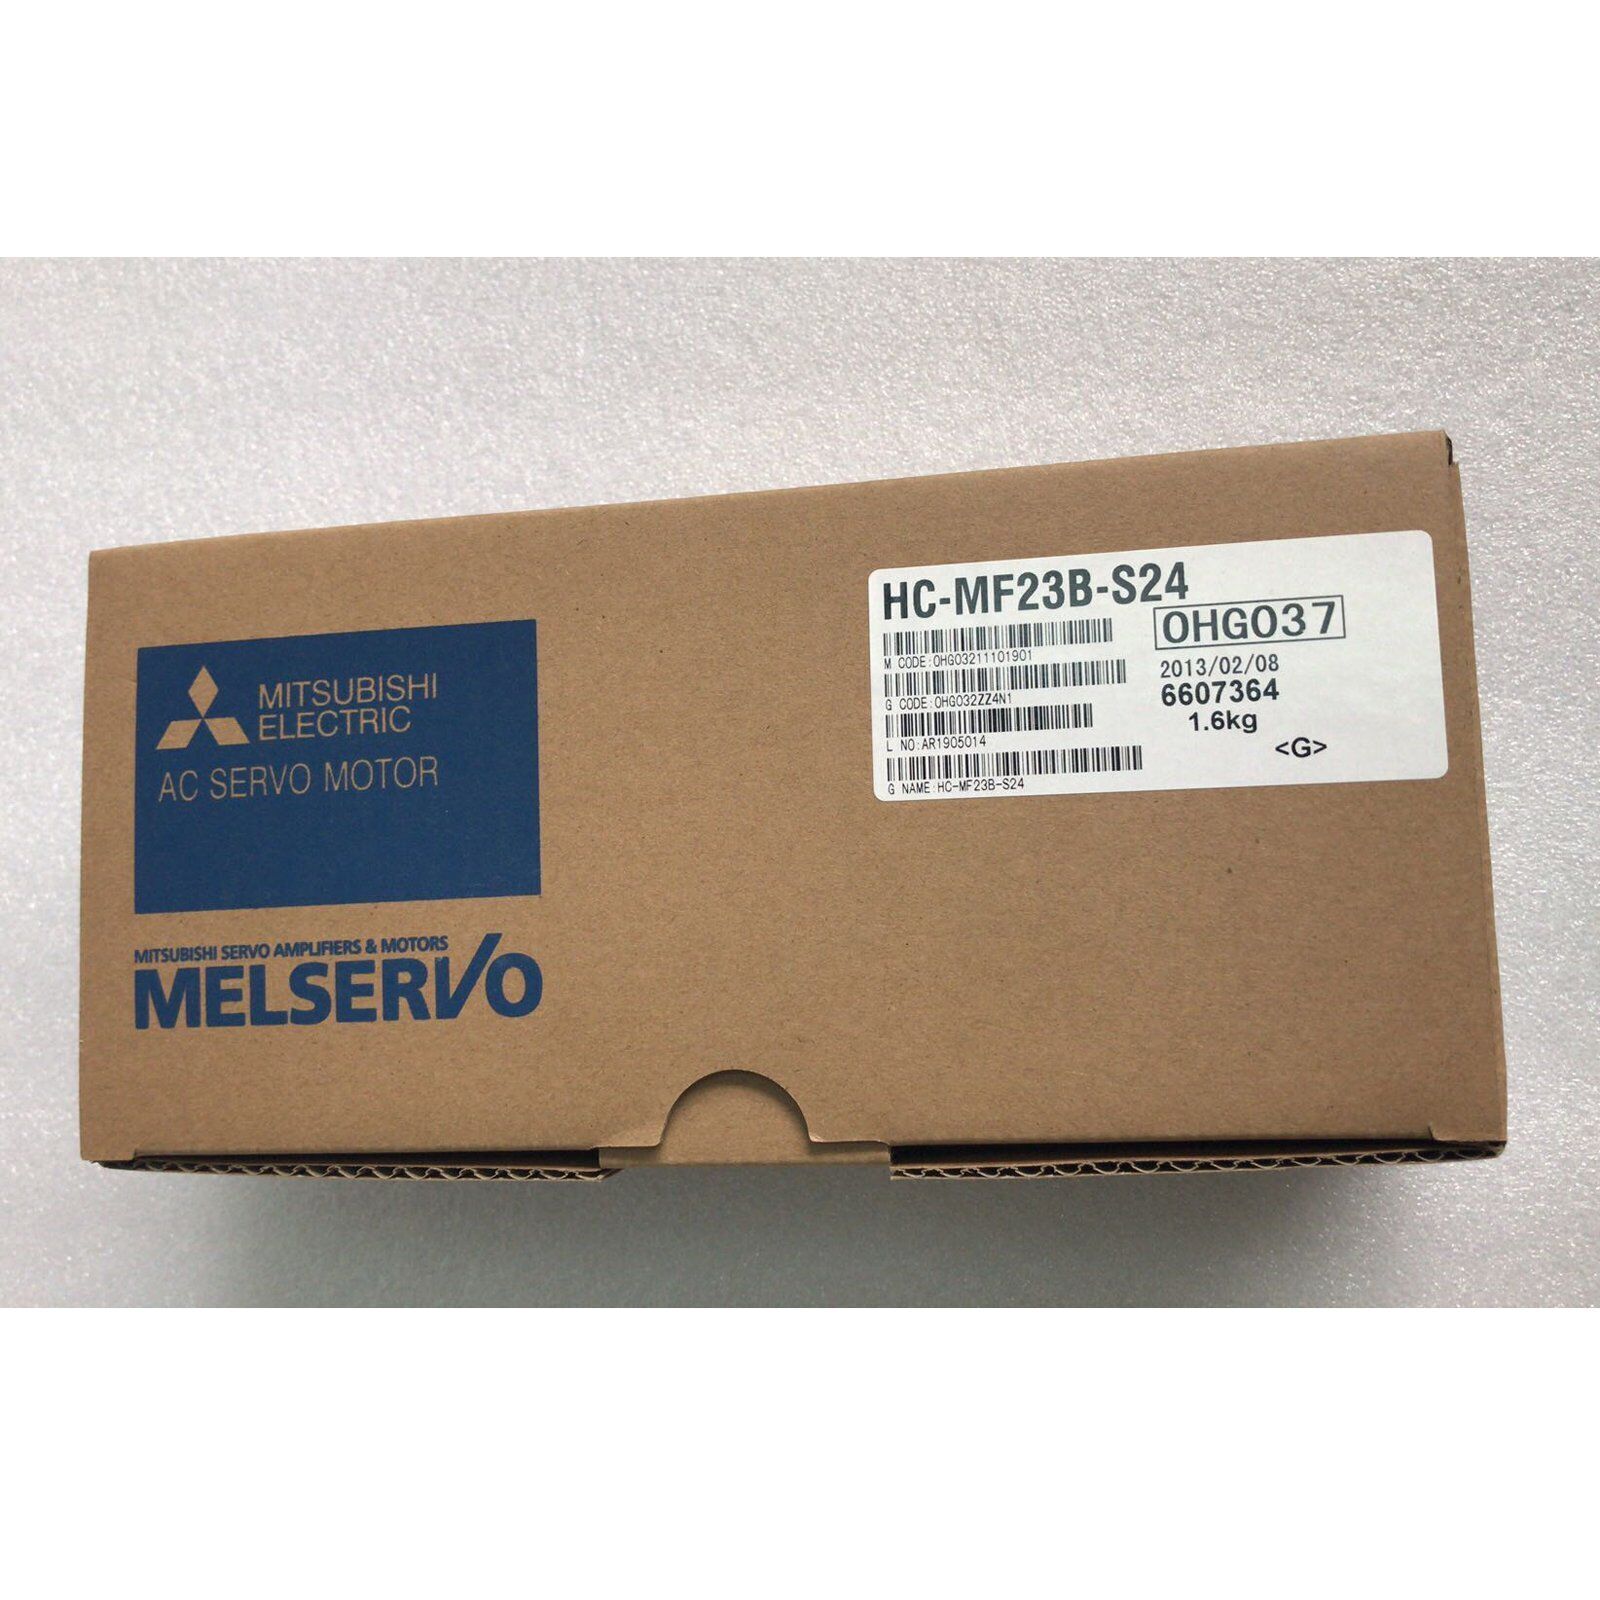 MITSUBISHI
ELECTRIC
AC SERVO MOTOR
MITSUBISHI SERVO AMPLIFIERS & MOTORS
MELSERVO
HC-MF23B-S24
OHG037
M CODE:OHG03211101901
2013/02/08
G CODE:OHG032ZZ4N1
6607364
1.6kg
L NO:AR1905014
<G>
G NAME:HC-MF23B-S24